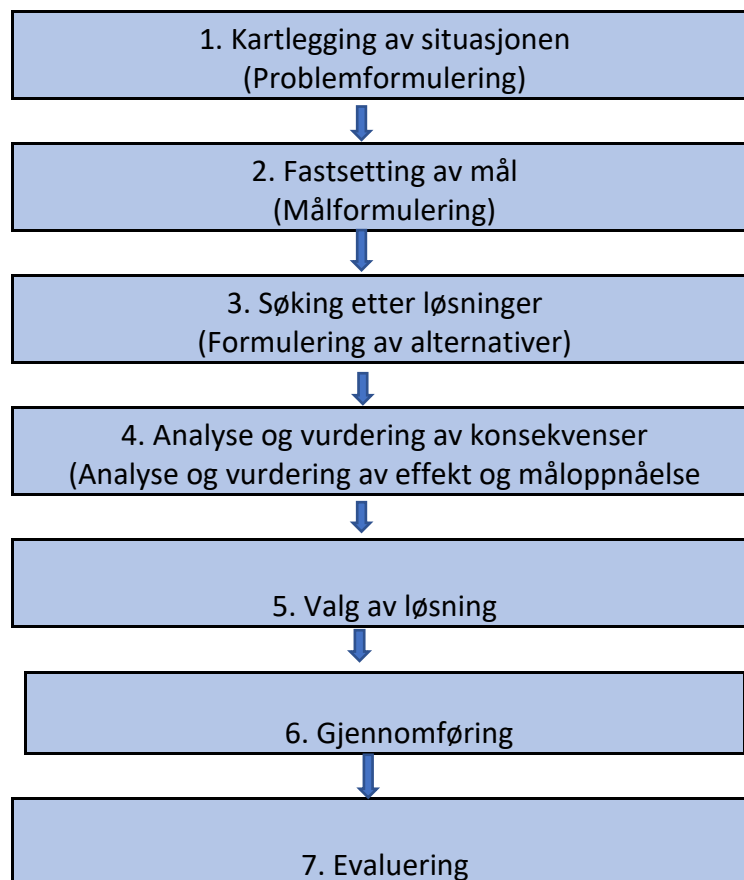 1. Kartlegging av situasjonen
(Problemformulering)
2. Fastsetting av mål
(Målformulering)
3. Søking etter løsninger
(Formulering av alternativer)
4. Analyse og vurdering av konsekvenser
(Analyse og vurdering av effekt og måloppnåelse
5. Valg av løsning
6. Gjennomføring
7. Evaluering